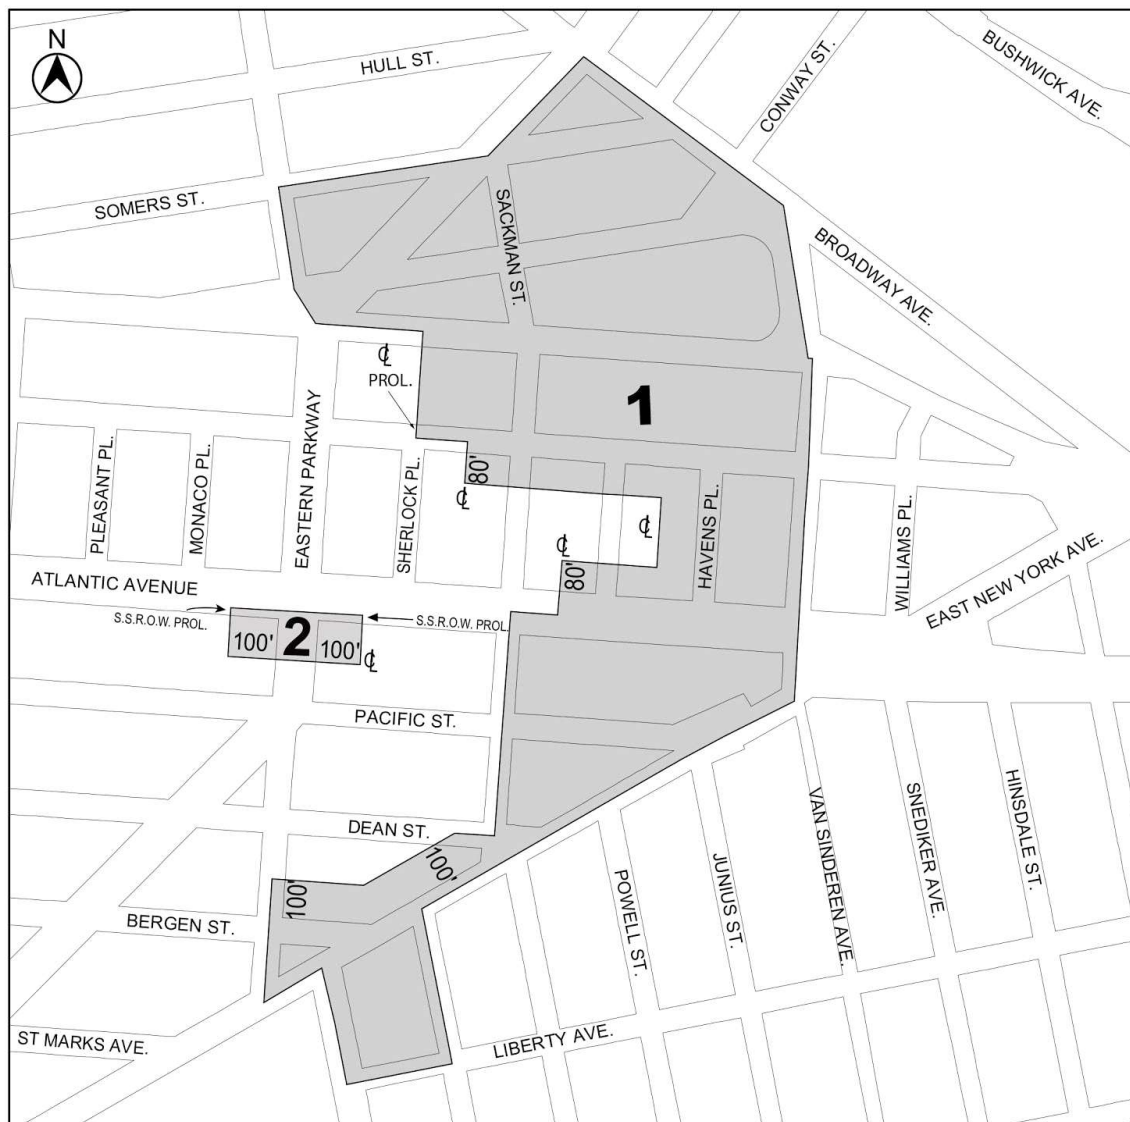 N
HULL ST.
CONWAY ST.
BUSHWICK AVE.
SOMERS ST.
SACKMAN ST.
BROADWAY AVE.
℄
PROL.
1
EASTERN PARKWAY
PLEASANT PL.
MONACO PL.
SHERLOCK PL.
80'
℄
℄
℄
HAVENS PL.
WILLIAMS PL.
80'
EAST NEW YORK AVE.
ATLANTIC AVENUE
S.S.R.O.W. PROL.
S.S.R.O.W. PROL.
100'
2
100'
℄
PACIFIC ST.
DEAN ST.
100'
100'
BERGEN ST.
POWELL ST.
JUNIUS ST.
VAN SINDEREN AVE.
SNEDIKER AVE.
HINSDALE ST.
ST MARKS AVE.
LIBERTY AVE.